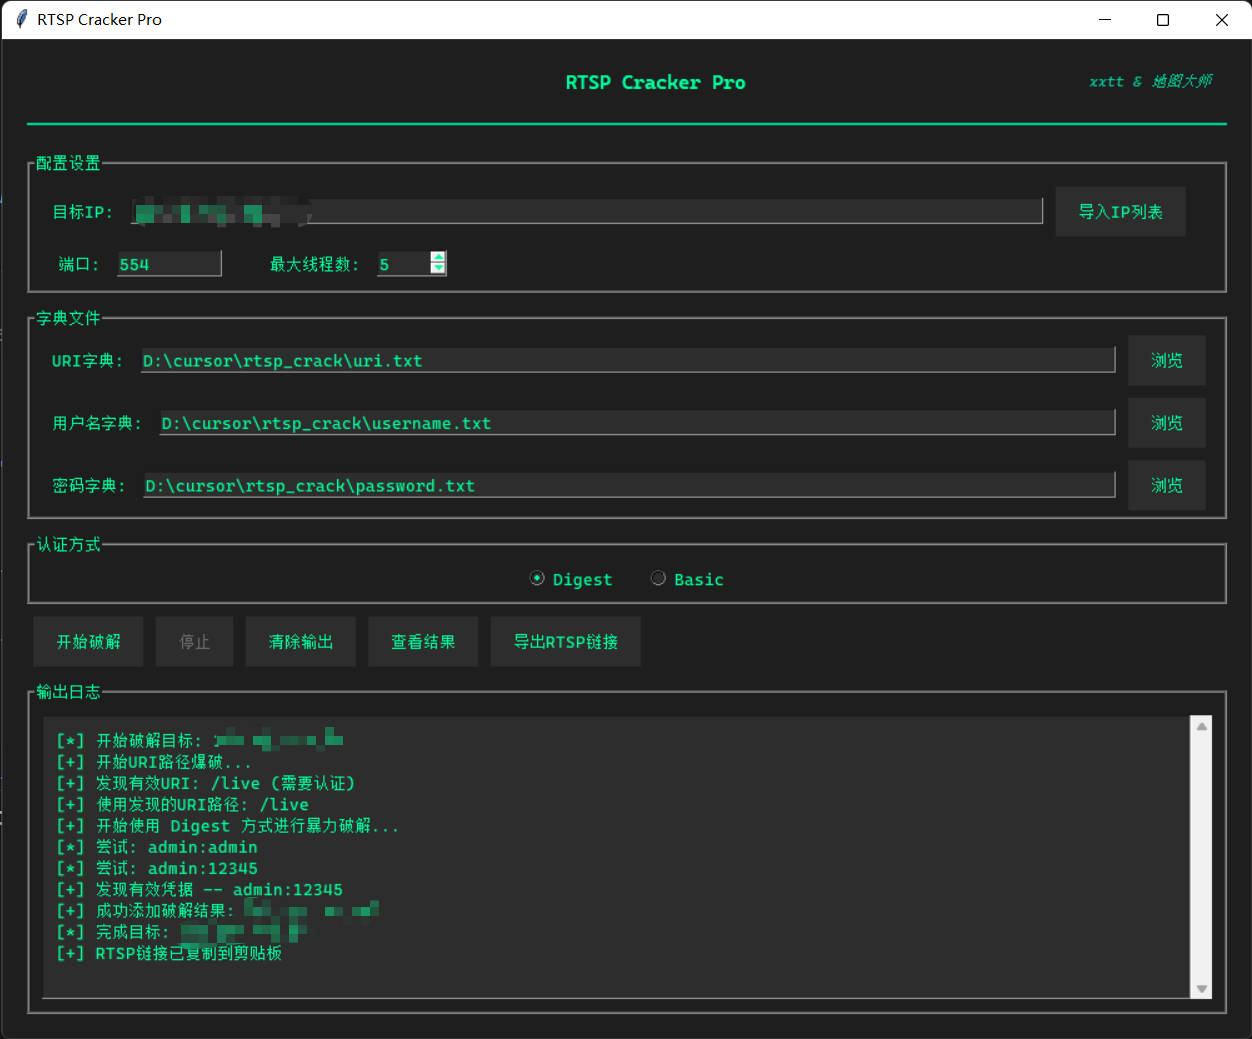 RTSP Cracker Pro
RTSP Cracker Pro
xxtt & 地图大师
配置设置
目标IP:
导入IP列表
端口: 554 最大线程数: 5
字典文件
URI字典: D:\cursor\rtsp_crack\uri.txt 浏览
用户名字典: D:\cursor\rtsp_crack\username.txt 浏览
密码字典: D:\cursor\rtsp_crack\password.txt 浏览
认证方式
Digest Basic
开始破解 停止 清除输出 查看结果 导出RTSP链接
输出日志
[*] 开始破解目标:
[+] 开始URI路径爆破...
[+] 发现有效URI: /live (需要认证)
[+] 使用发现的URI路径: /live
[+] 开始使用 Digest 方式进行暴力破解...
[*] 尝试: admin:admin
[*] 尝试: admin:12345
[+] 发现有效凭据 -- admin:12345
[+] 成功添加破解结果:
[*] 完成目标:
[+] RTSP链接已复制到剪贴板